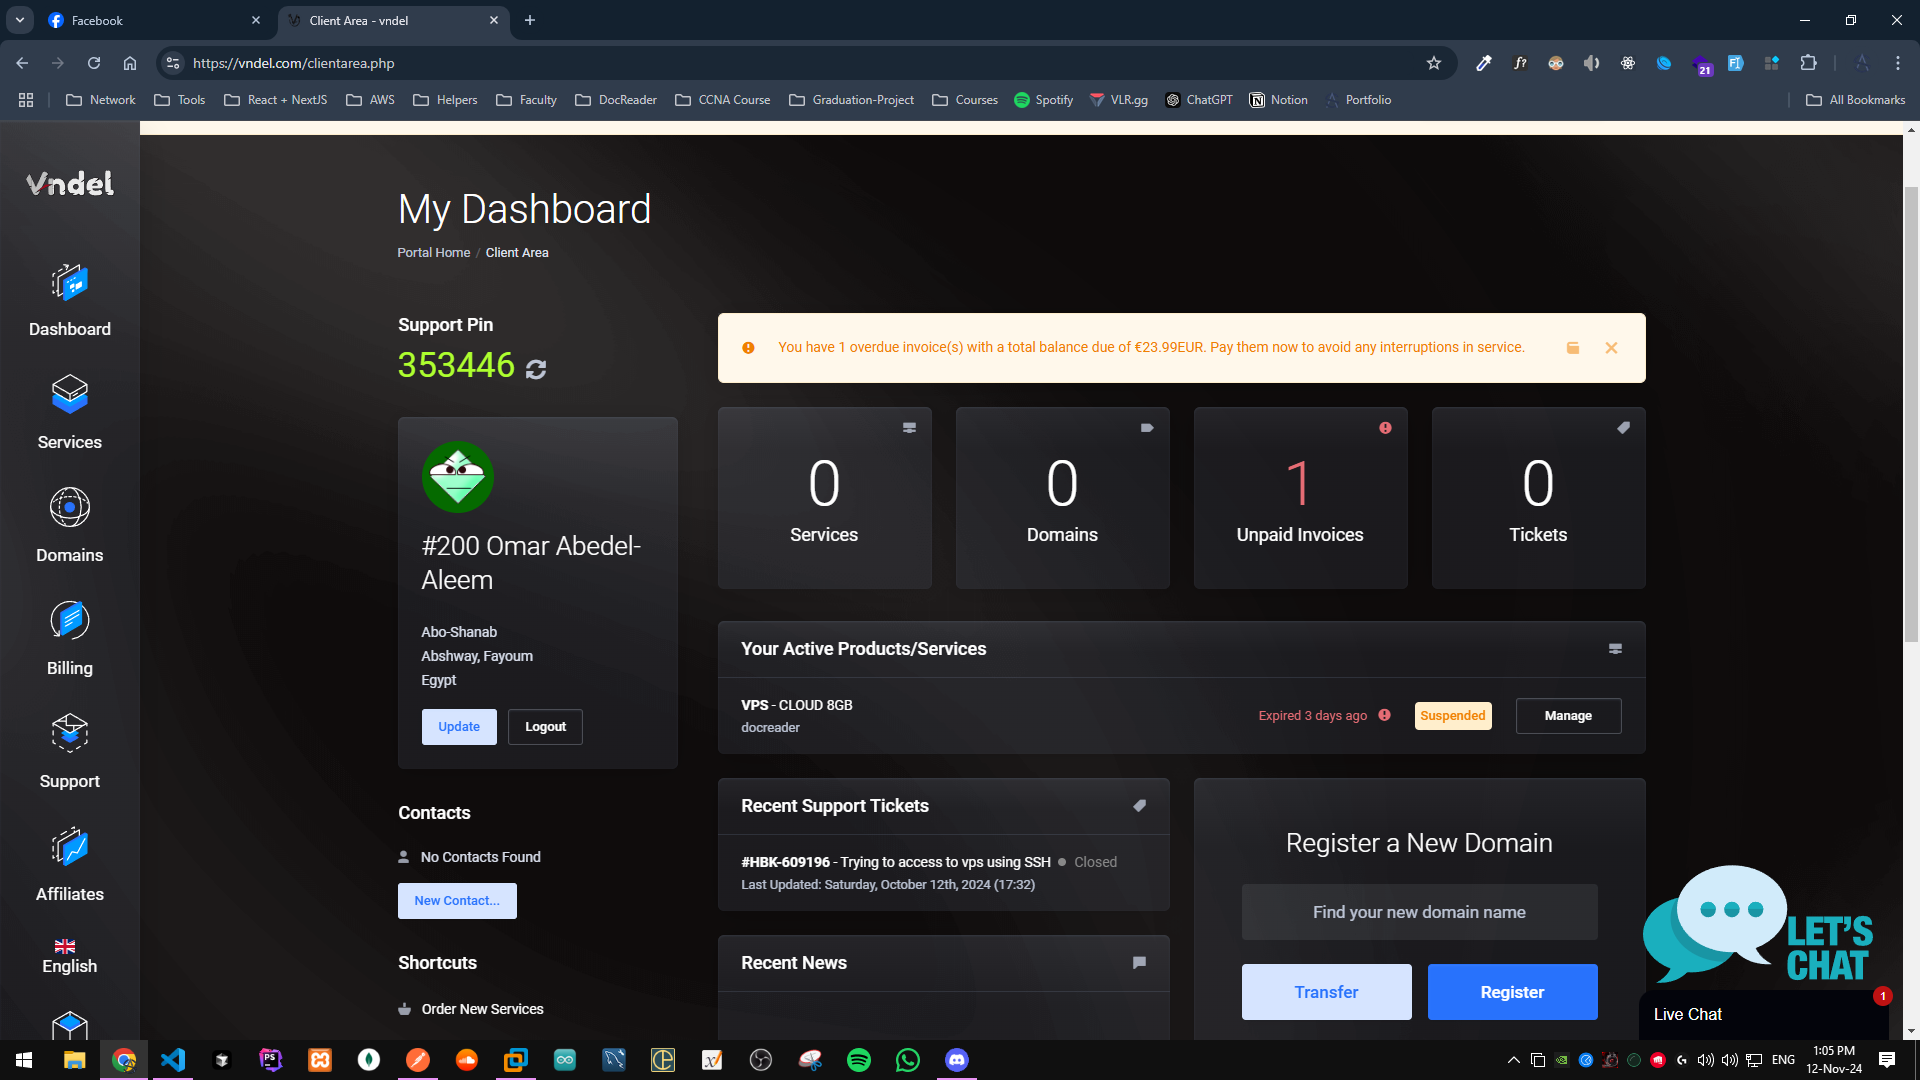 Facebook
Client Area - vndel
https://vndel.com/clientarea.php
21
Network
Tools
React + NextJS
AWS
Helpers
Faculty
DocReader
CCNA Course
Graduation-Project
Courses
Spotify
VLR.gg
ChatGPT
Notion
Portfolio
All Bookmarks
Vndel
Dashboard
Services
Domains
Billing
Support
Affiliates
English
My Dashboard
Portal Home / Client Area
Support Pin
353446
#200 Omar Abedel-
Aleem
Abo-Shanab
Abshway, Fayoum
Egypt
Update
Logout
Contacts
No Contacts Found
New Contact...
Shortcuts
Order New Services
You have 1 overdue invoice(s) with a total balance due of €23.99EUR. Pay them now to avoid any interruptions in service.
0
Services
0
Domains
1
Unpaid Invoices
0
Tickets
Your Active Products/Services
VPS - CLOUD 8GB
docreader
Expired 3 days ago
Suspended
Manage
Recent Support Tickets
#HBK-609196 - Trying to access to vps using SSH
Closed
Last Updated: Saturday, October 12th, 2024 (17:32)
Recent News
Register a New Domain
Find your new domain name
Transfer
Register
LET'S
CHAT
1
Live Chat
PS
ENG
1:05 PM
12-Nov-24